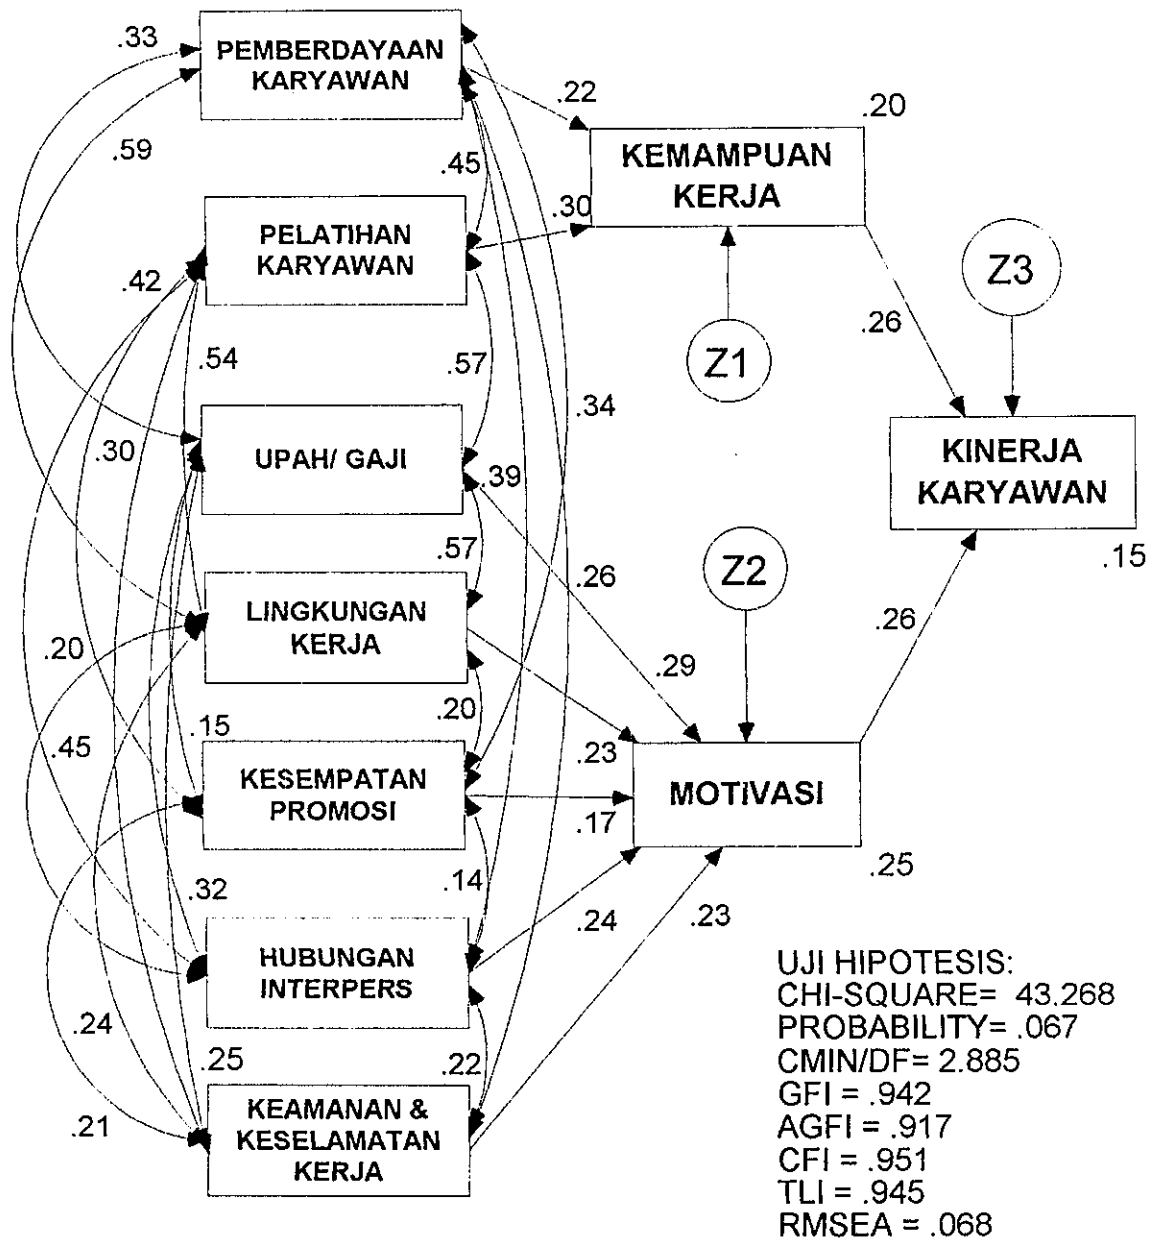 .33
PEMBERDAYAAN
KARYAWAN
.22
.20
.59
.45
KEMAMPUAN
KERJA
.30
PELATIHAN
KARYAWAN
Z3
.42
.26
.54
.57
Z1
.34
.30
UPAH/ GAJI
.39
KINERJA
KARYAWAN
.57
Z2
.15
.26
LINGKUNGAN
KERJA
.26
.20
.29
.20
.15
.45
.23
KESEMPATAN
PROMOSI
MOTIVASI
.17
.25
.32
.14
.24
.23
HUBUNGAN
INTERPERS
.24
.25
.22
KEAMANAN &
KESELAMATAN
KERJA
.21
UJI HIPOTESIS:
CHI-SQUARE= 43.268
PROBABILITY= .067
CMIN/DF= 2.885
GFI = .942
AGFI = .917
CFI = .951
TLI = .945
RMSEA = .068